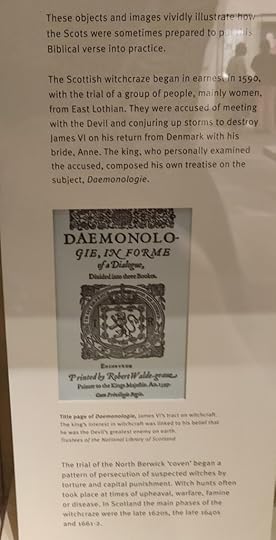 These objects and images vividly illustrate how
the Scots were sometimes prepared to put this
Biblical verse into practice.
The Scottish witchcraze began in earnest in 1590,
with the trial of a group of people, mainly women,
from East Lothian. They were accused of meeting
with the Devil and conjuring up storms to destroy
James VI on his return from Denmark with his
bride, Anne. The king, who personally examined
the accused, composed his own treatise on the
subject, Daemonologie.
DAEMONOLO-
GIE, IN FORME
of a Dialogue,
Divided into three Bookes.
EDINBVRGH
Printed by Robert Walde-graue
Printer to the Kings Majestie. An. 1597.
Cum Privilegio Regio.
Title page of Daemonologie, James VI's tract on witchcraft.
The king's interest in witchcraft was linked to his belief that
he was the Devil's greatest enemy on earth.
Trustees of the National Library of Scotland
The trial of the North Berwick 'coven' began a
pattern of persecution of suspected witches by
torture and capital punishment. Witch hunts often
took place at times of upheaval, warfare, famine
or disease. In Scotland the main phases of the
witchcraze were the late 1620s, the late 1640s
and 1661-2.